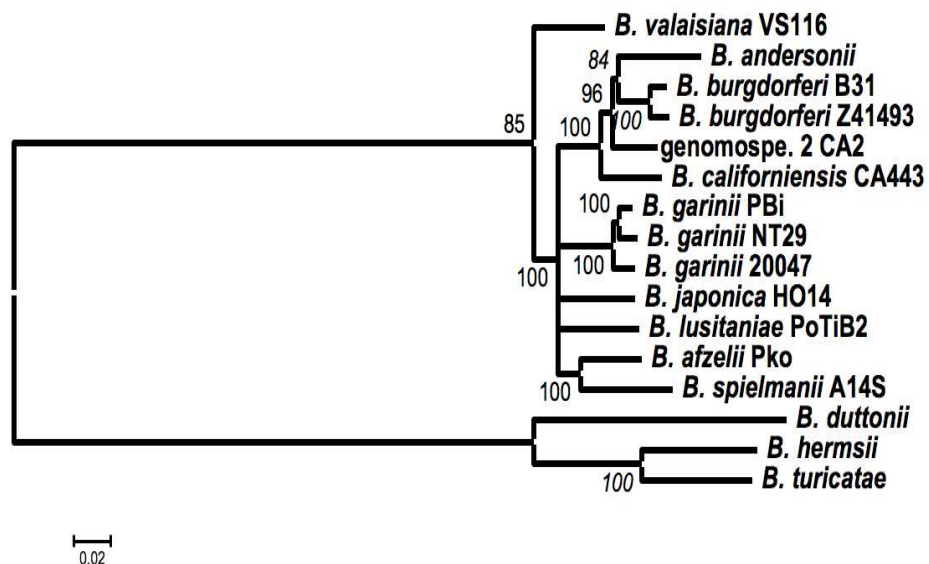 B. valaisiana VS116
84
B. andersonii
96
B. burgdorferi B31
85
100
100
B. burgdorferi Z41493
genomospe. 2 CA2
B. californiensis CA443
100
B. garinii PBi
B. garinii NT29
100
100
B. garinii 20047
B. japonica HO14
B. lusitaniae PoTiB2
B. afzelii Pko
100
B. spielmanii A14S
B. duttonii
B. hermsii
100
B. turicatae
0.02